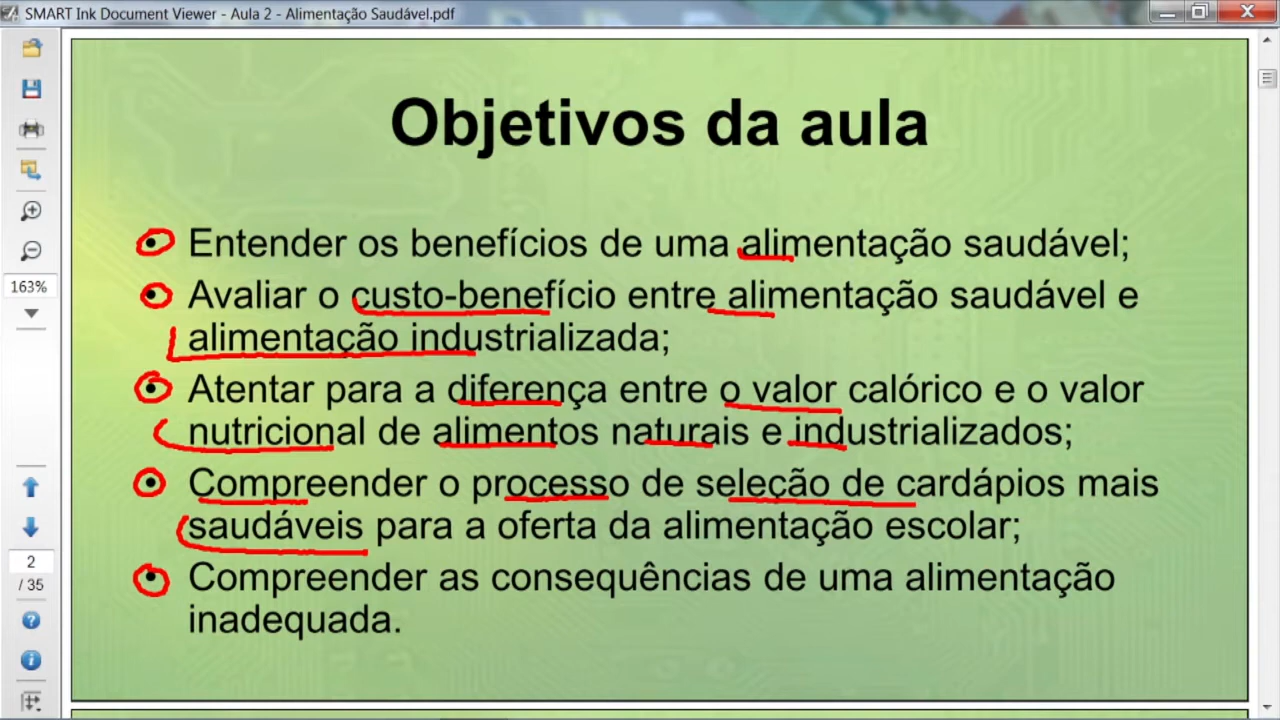 SMART Ink Document Viewer - Aula 2 - Alimentação Saudável.pdf
163%
2
/ 35
Objetivos da aula
• Entender os benefícios de uma alimentação saudável;
• Avaliar o custo-benefício entre alimentação saudável e
alimentação industrializada;
• Atentar para a diferença entre o valor calórico e o valor
nutricional de alimentos naturais e industrializados;
• Compreender o processo de seleção de cardápios mais
saudáveis para a oferta da alimentação escolar;
• Compreender as consequências de uma alimentação
inadequada.